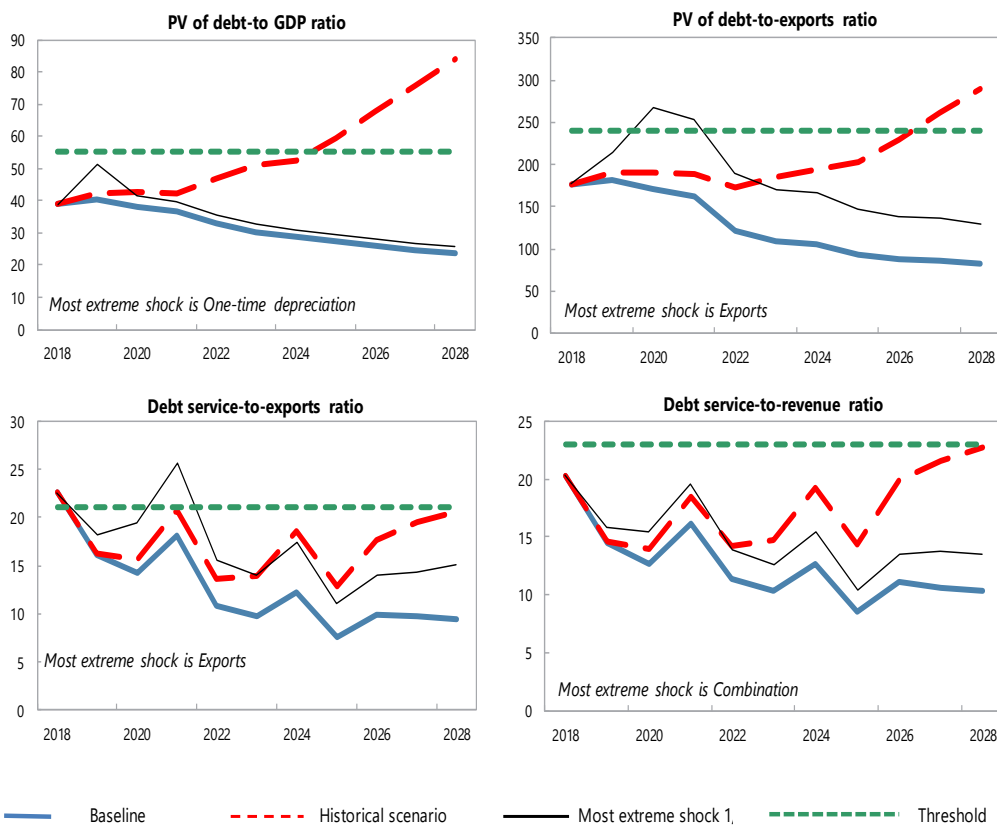 PV of debt-to GDP ratio
90
80
70
60
50
40
30
20
10
0
Most extreme shock is One-time depreciation
2018 2020 2022 2024 2026 2028
PV of debt-to-exports ratio
350
300
250
200
150
100
50
0
Most extreme shock is Exports
2018 2020 2022 2024 2026 2028
Debt service-to-exports ratio
30
25
20
15
10
5
0
Most extreme shock is Exports
2018 2020 2022 2024 2026 2028
Debt service-to-revenue ratio
25
20
15
10
5
0
Most extreme shock is Combination
2018 2020 2022 2024 2026 2028
Baseline Historical scenario Most extreme shock 1, Threshold